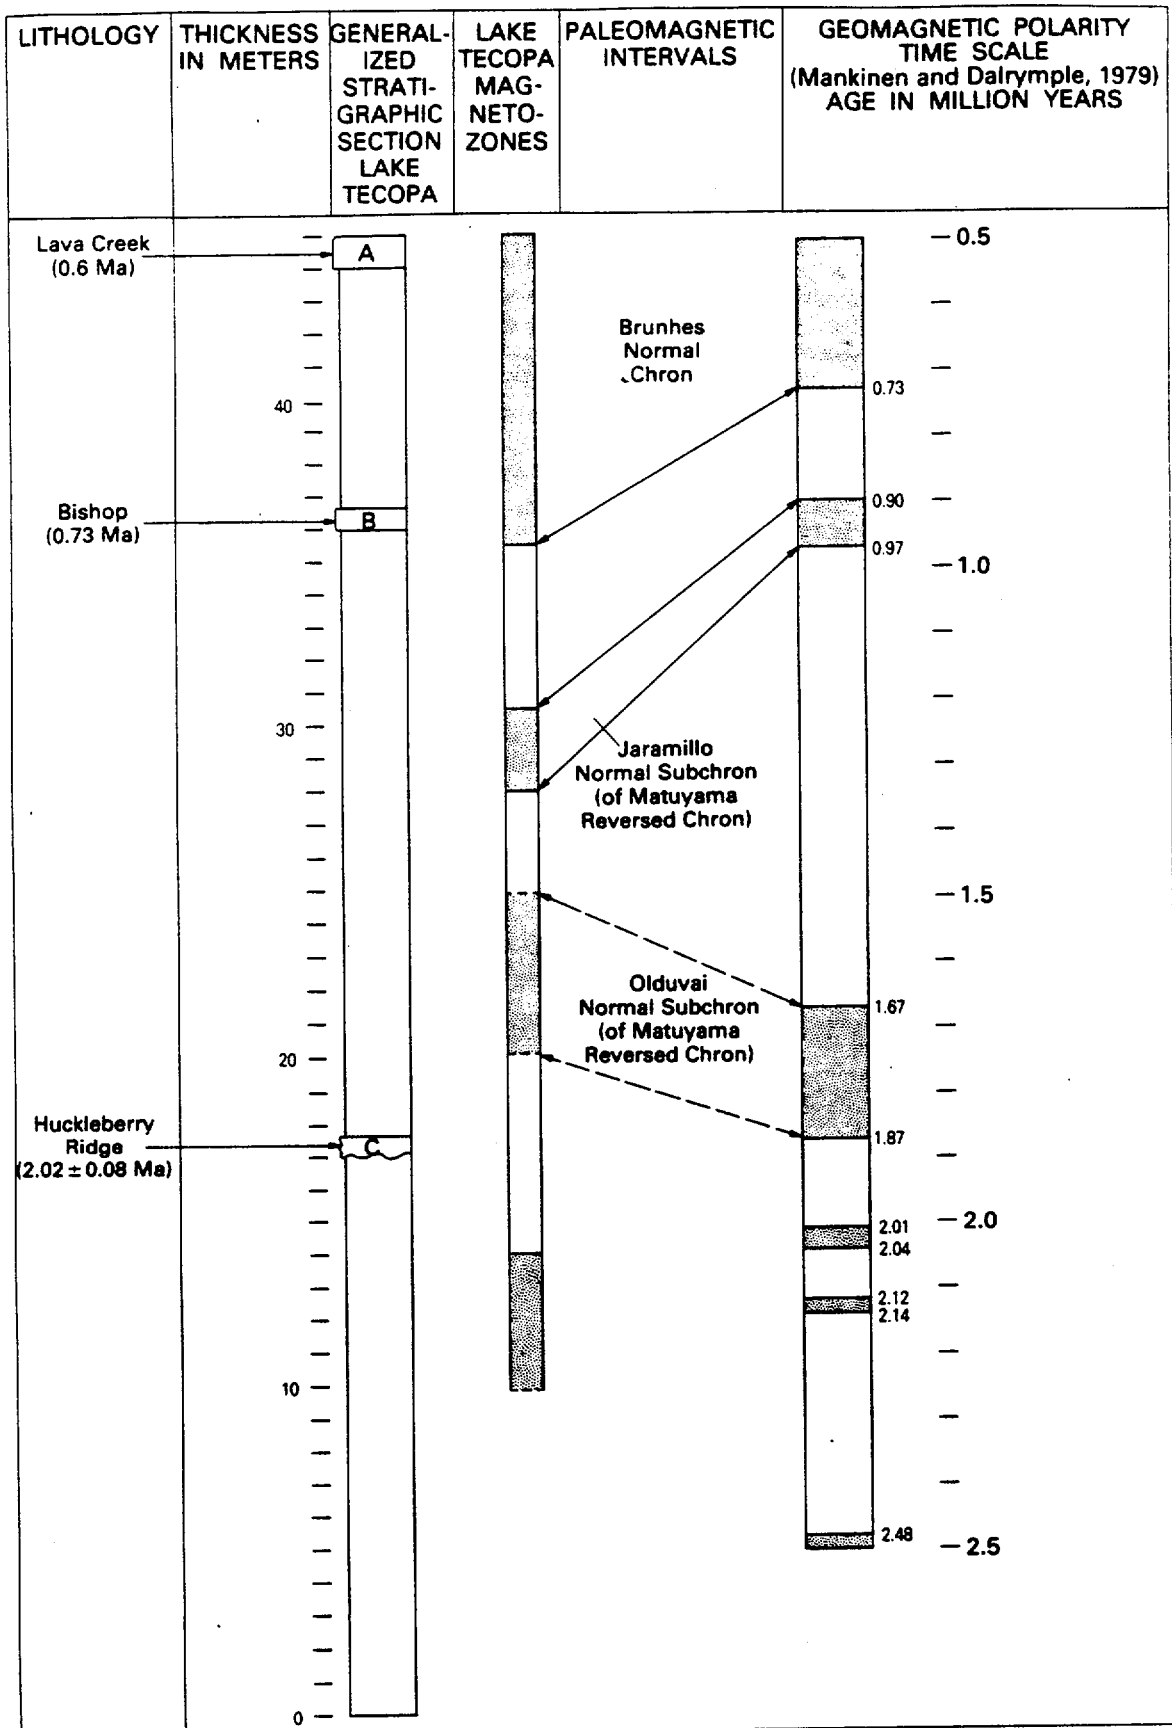 LITHOLOGY
THICKNESS
IN METERS
GENERAL-
IZED
STRATI-
GRAPHIC
SECTION
LAKE
TECOPA
LAKE
TECOPA
MAG-
NETO-
ZONES
PALEOMAGNETIC
INTERVALS
GEOMAGNETIC POLARITY
TIME SCALE
(Mankinen and Dalrymple, 1979)
AGE IN MILLION YEARS
Lava Creek
(0.6 Ma)
A
Bishop
(0.73 Ma)
B
Huckleberry
Ridge
(2.02 ± 0.08 Ma)
C
40
30
20
10
0
Brunhes
Normal
Chron
Jaramillo
Normal Subchron
(of Matuyama
Reversed Chron)
Olduvai
Normal Subchron
(of Matuyama
Reversed Chron)
0.73
0.90
0.97
1.67
1.87
2.01
2.04
2.12
2.14
2.48
0.5
1.0
1.5
2.0
2.5